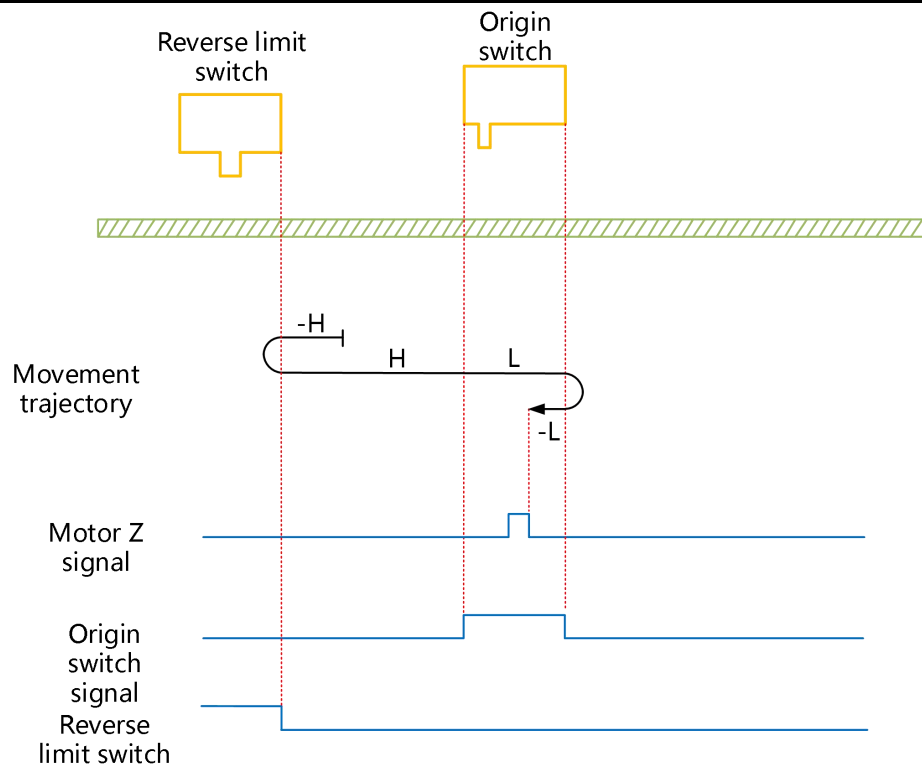 Origin
switch
Reverse limit
switch
-H
H
L
Movement
trajectory
-L
Motor Z
signal
Origin
switch
signal
Reverse
limit switch